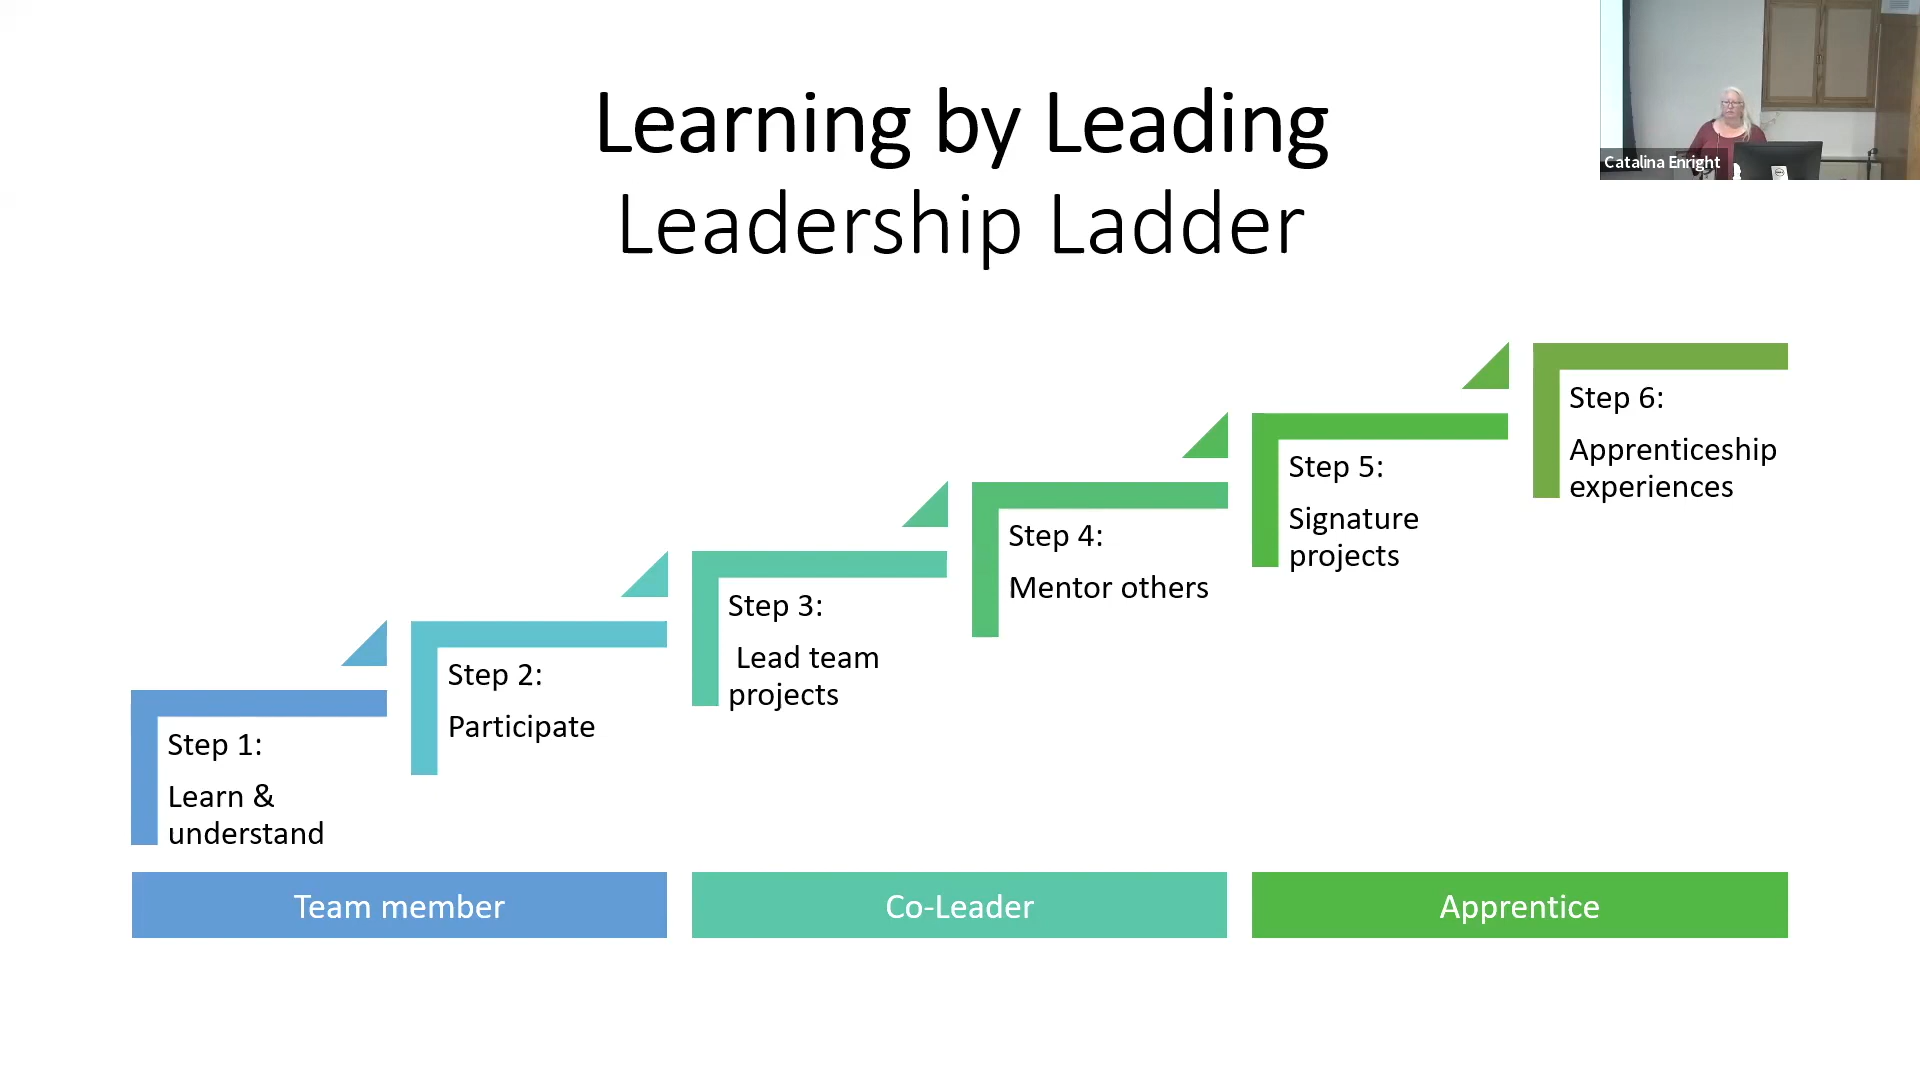 Learning by Leading
Leadership Ladder
Catalina Enright
Step 1:
Learn &
understand
Step 2:
Participate
Step 3:
Lead team
projects
Step 4:
Mentor others
Step 5:
Signature
projects
Step 6:
Apprenticeship
experiences
Team member
Co-Leader
Apprentice